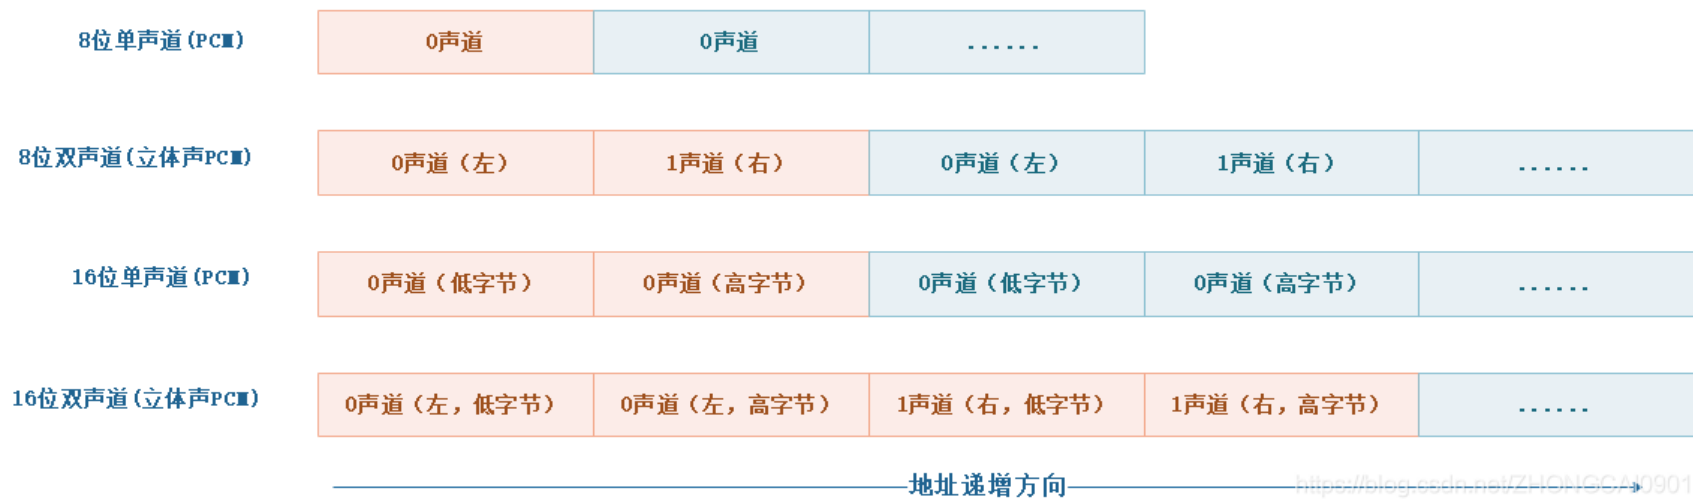 8位单声道(PCM) 0声道 0声道 ......
8位双声道(立体声PCM) 0声道（左） 1声道（右） 0声道（左） 1声道（右） ......
16位单声道(PCM) 0声道（低字节） 0声道（高字节） 0声道（低字节） 0声道（高字节） ......
16位双声道(立体声PCM) 0声道（左，低字节） 0声道（左，高字节） 1声道（右，低字节） 1声道（右，高字节） ......
地址递增方向
https://blog.csdn.net/ZHONGCAI0901